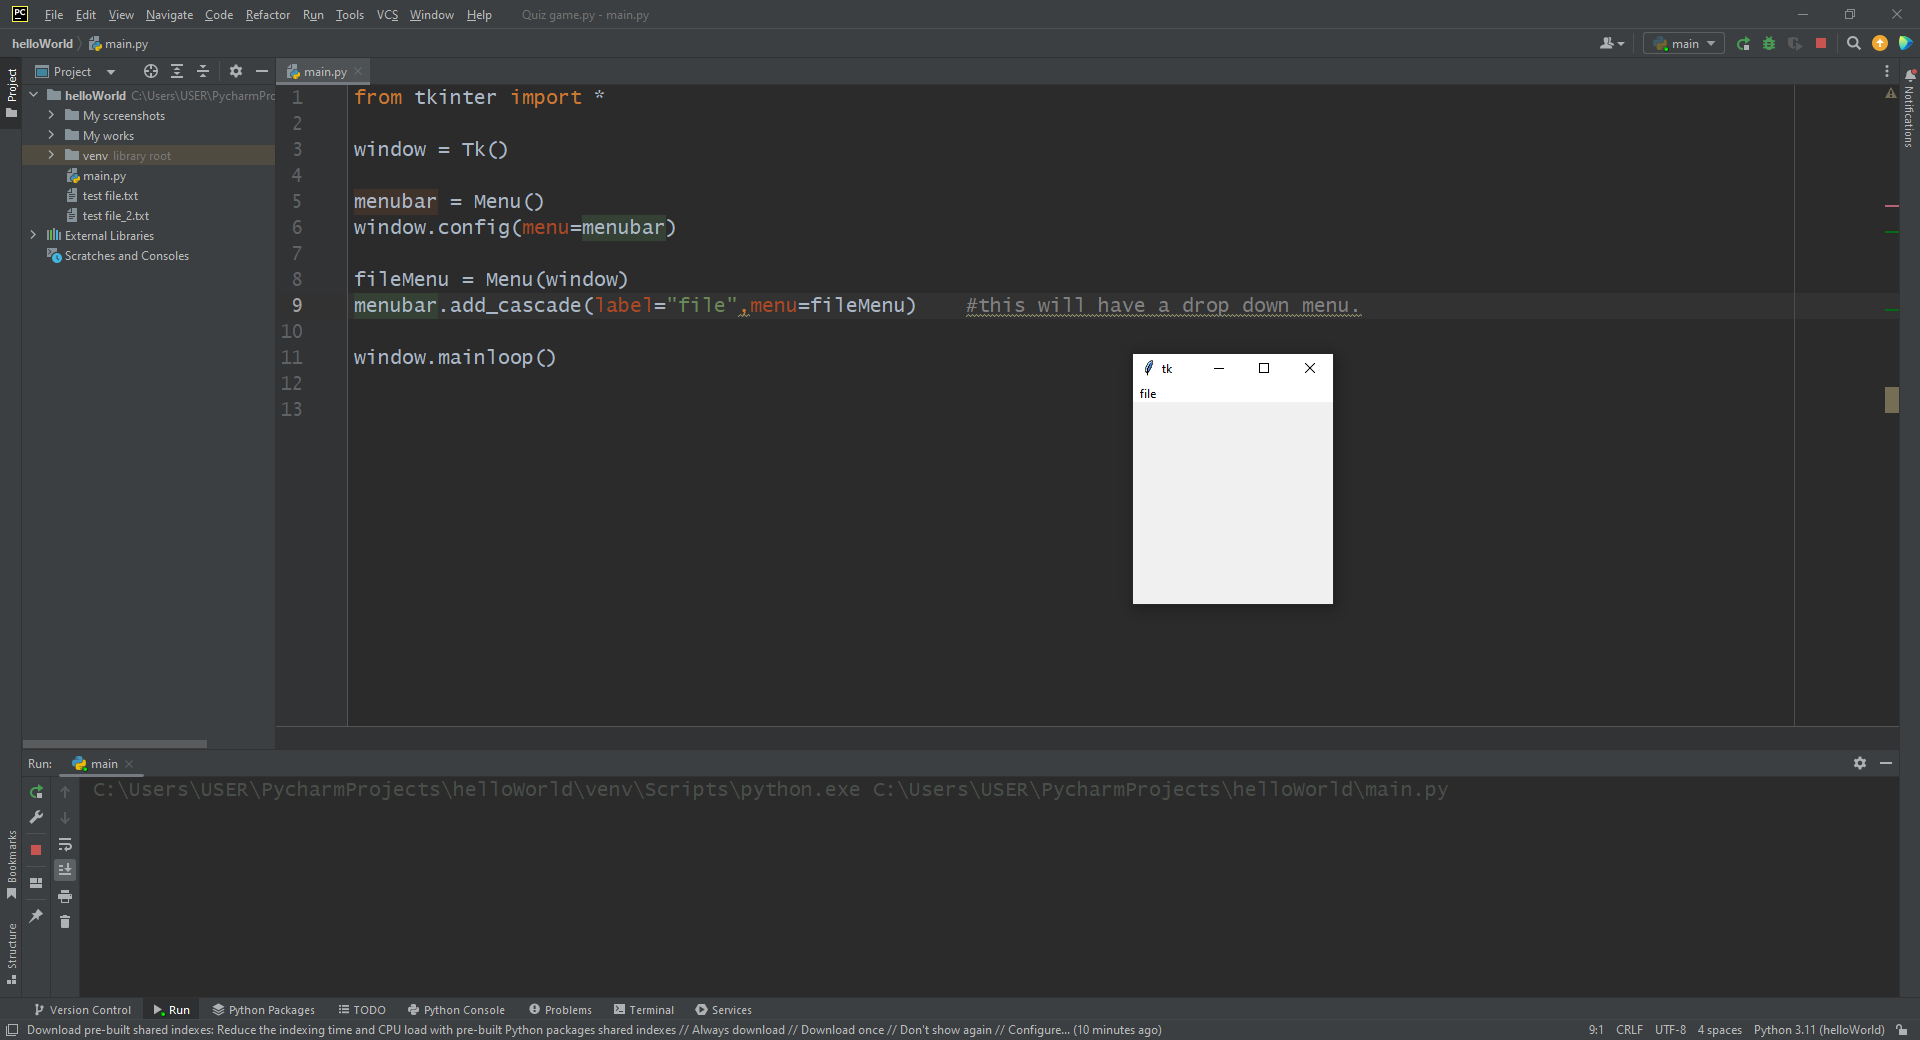 PC File Edit View Navigate Code Refactor Run Tools VCS Window Help Quiz game.py - main.py
helloWorld main.py
main
Project
Project
main.py
Notifications
helloWorld C:\Users\USER\PycharmPro
My screenshots
My works
venv library root
main.py
test file.txt
test file_2.txt
External Libraries
Scratches and Consoles
1 from tkinter import *
2
3 window = Tk()
4
5 menubar = Menu()
6 window.config(menu=menubar)
7
8 fileMenu = Menu(window)
9 menubar.add_cascade(label="file",menu=fileMenu) #this will have a drop down menu.
10
11 window.mainloop()
12
13
tk
file
Run: main
C:\Users\USER\PycharmProjects\helloWorld\venv\Scripts\python.exe C:\Users\USER\PycharmProjects\helloWorld\main.py
Bookmarks
Structure
Version Control Run Python Packages TODO Python Console Problems Terminal Services
Download pre-built shared indexes: Reduce the indexing time and CPU load with pre-built Python packages shared indexes // Always download // Download once // Don't show again // Configure... (10 minutes ago) 9:1 CRLF UTF-8 4 spaces Python 3.11 (helloWorld)